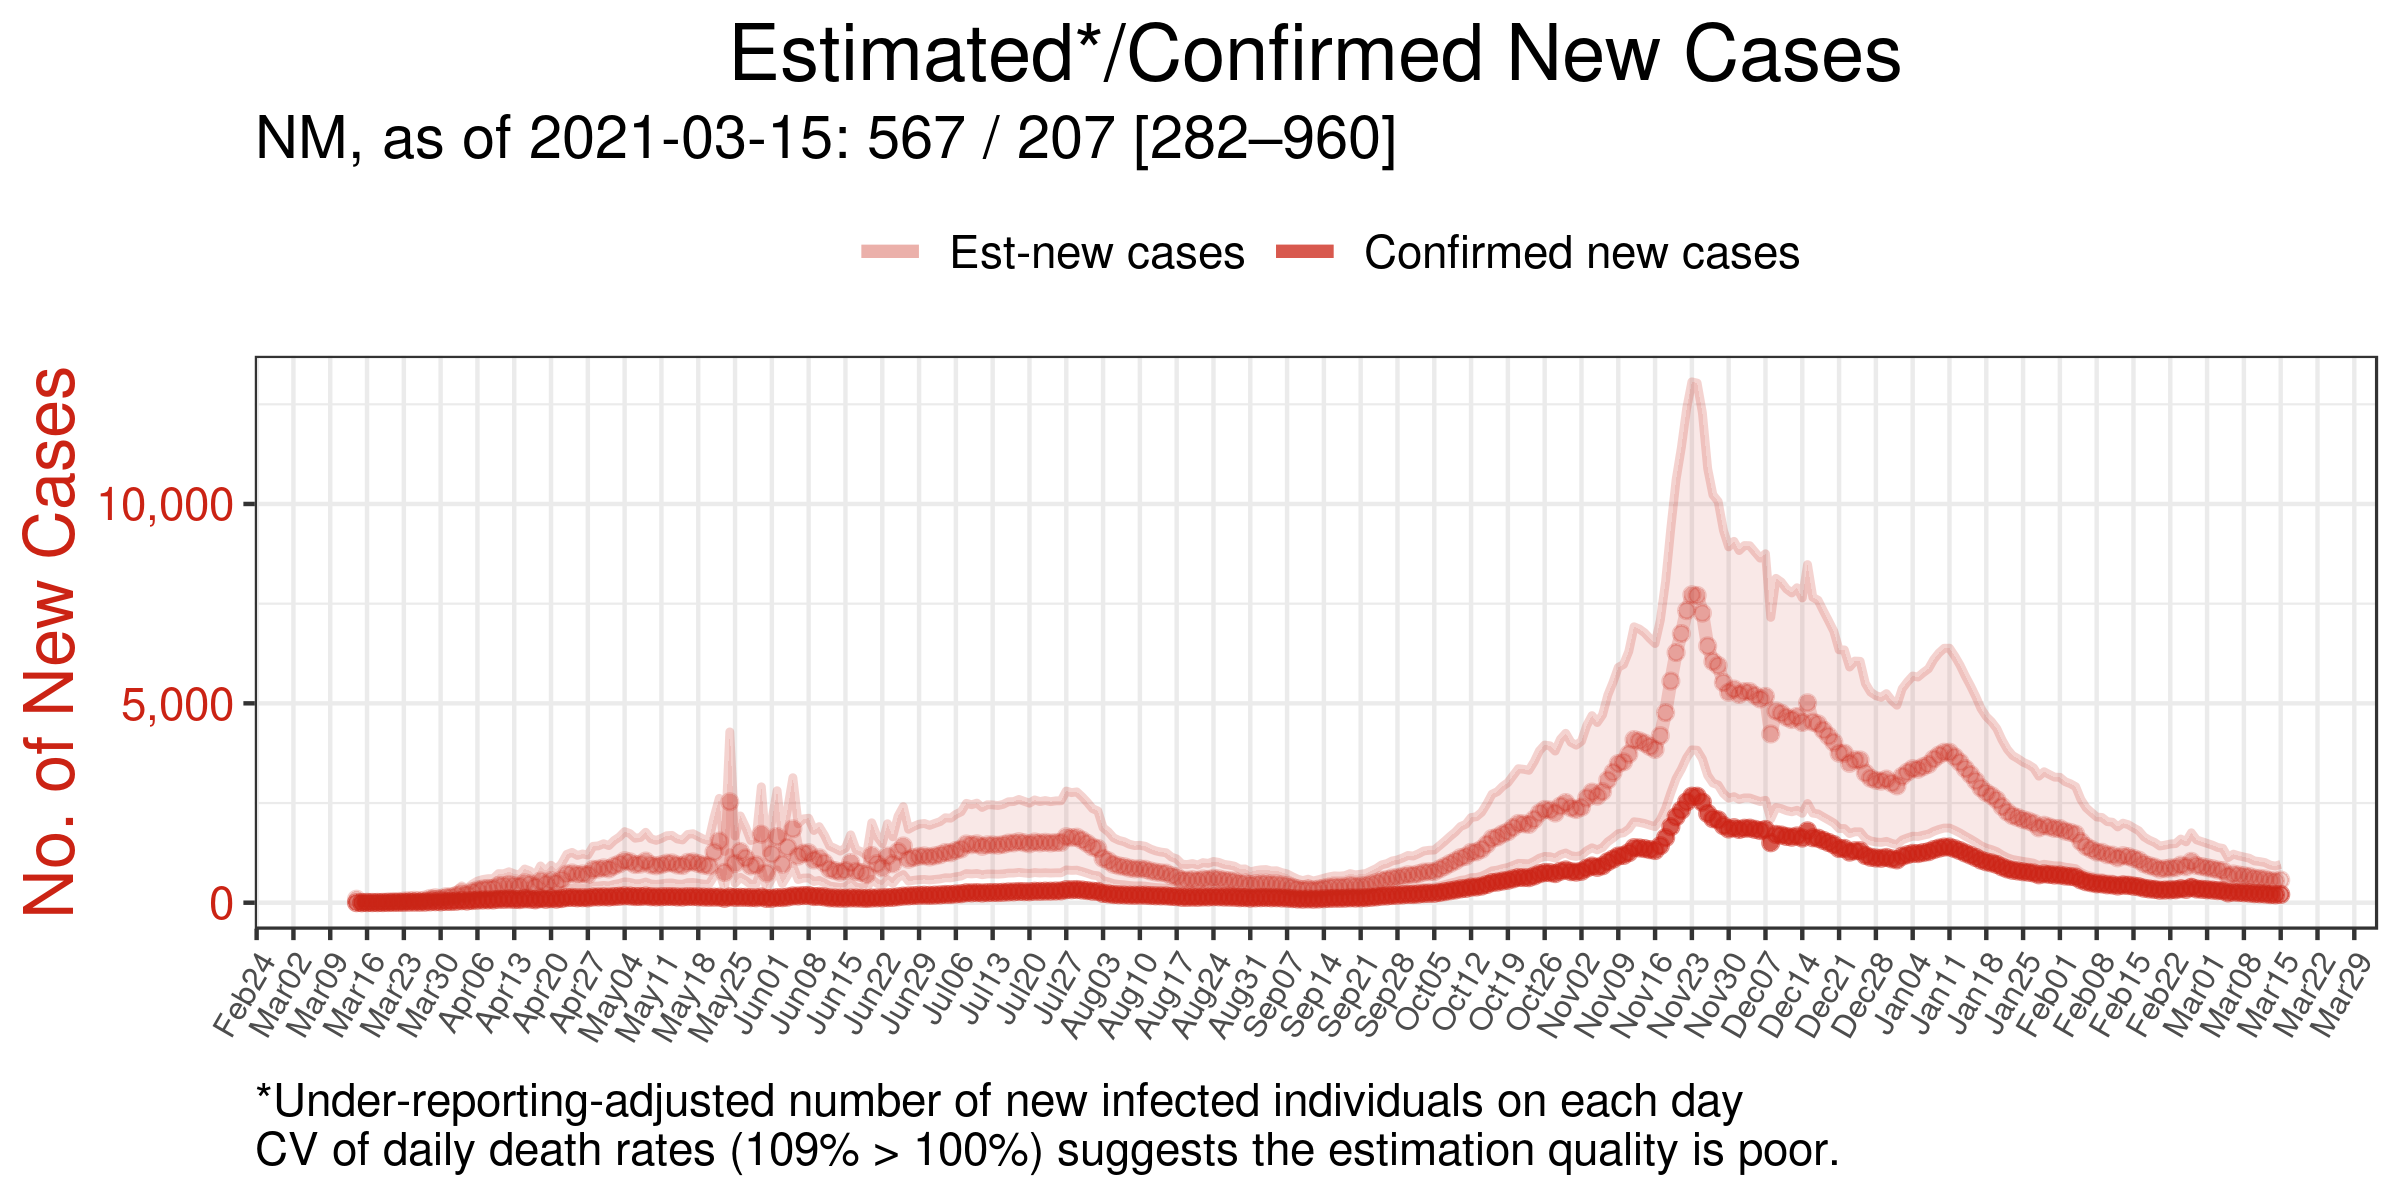 Estimated*/Confirmed New Cases
NM, as of 2021-03-15: 567 / 207 [282–960]
Est-new cases
Confirmed new cases
No. of New Cases
10,000
5,000
0
Feb24
Mar02
Mar09
Mar16
Mar23
Mar30
Apr06
Apr13
Apr20
Apr27
May04
May11
May18
May25
Jun01
Jun08
Jun15
Jun22
Jun29
Jul06
Jul13
Jul20
Jul27
Aug03
Aug10
Aug17
Aug24
Aug31
Sep07
Sep14
Sep21
Sep28
Oct05
Oct12
Oct19
Oct26
Nov02
Nov09
Nov16
Nov23
Nov30
Dec07
Dec14
Dec21
Dec28
Jan04
Jan11
Jan18
Jan25
Feb01
Feb08
Feb15
Feb22
Mar01
Mar08
Mar15
Mar22
Mar29
*Under-reporting-adjusted number of new infected individuals on each day
CV of daily death rates (109% > 100%) suggests the estimation quality is poor.